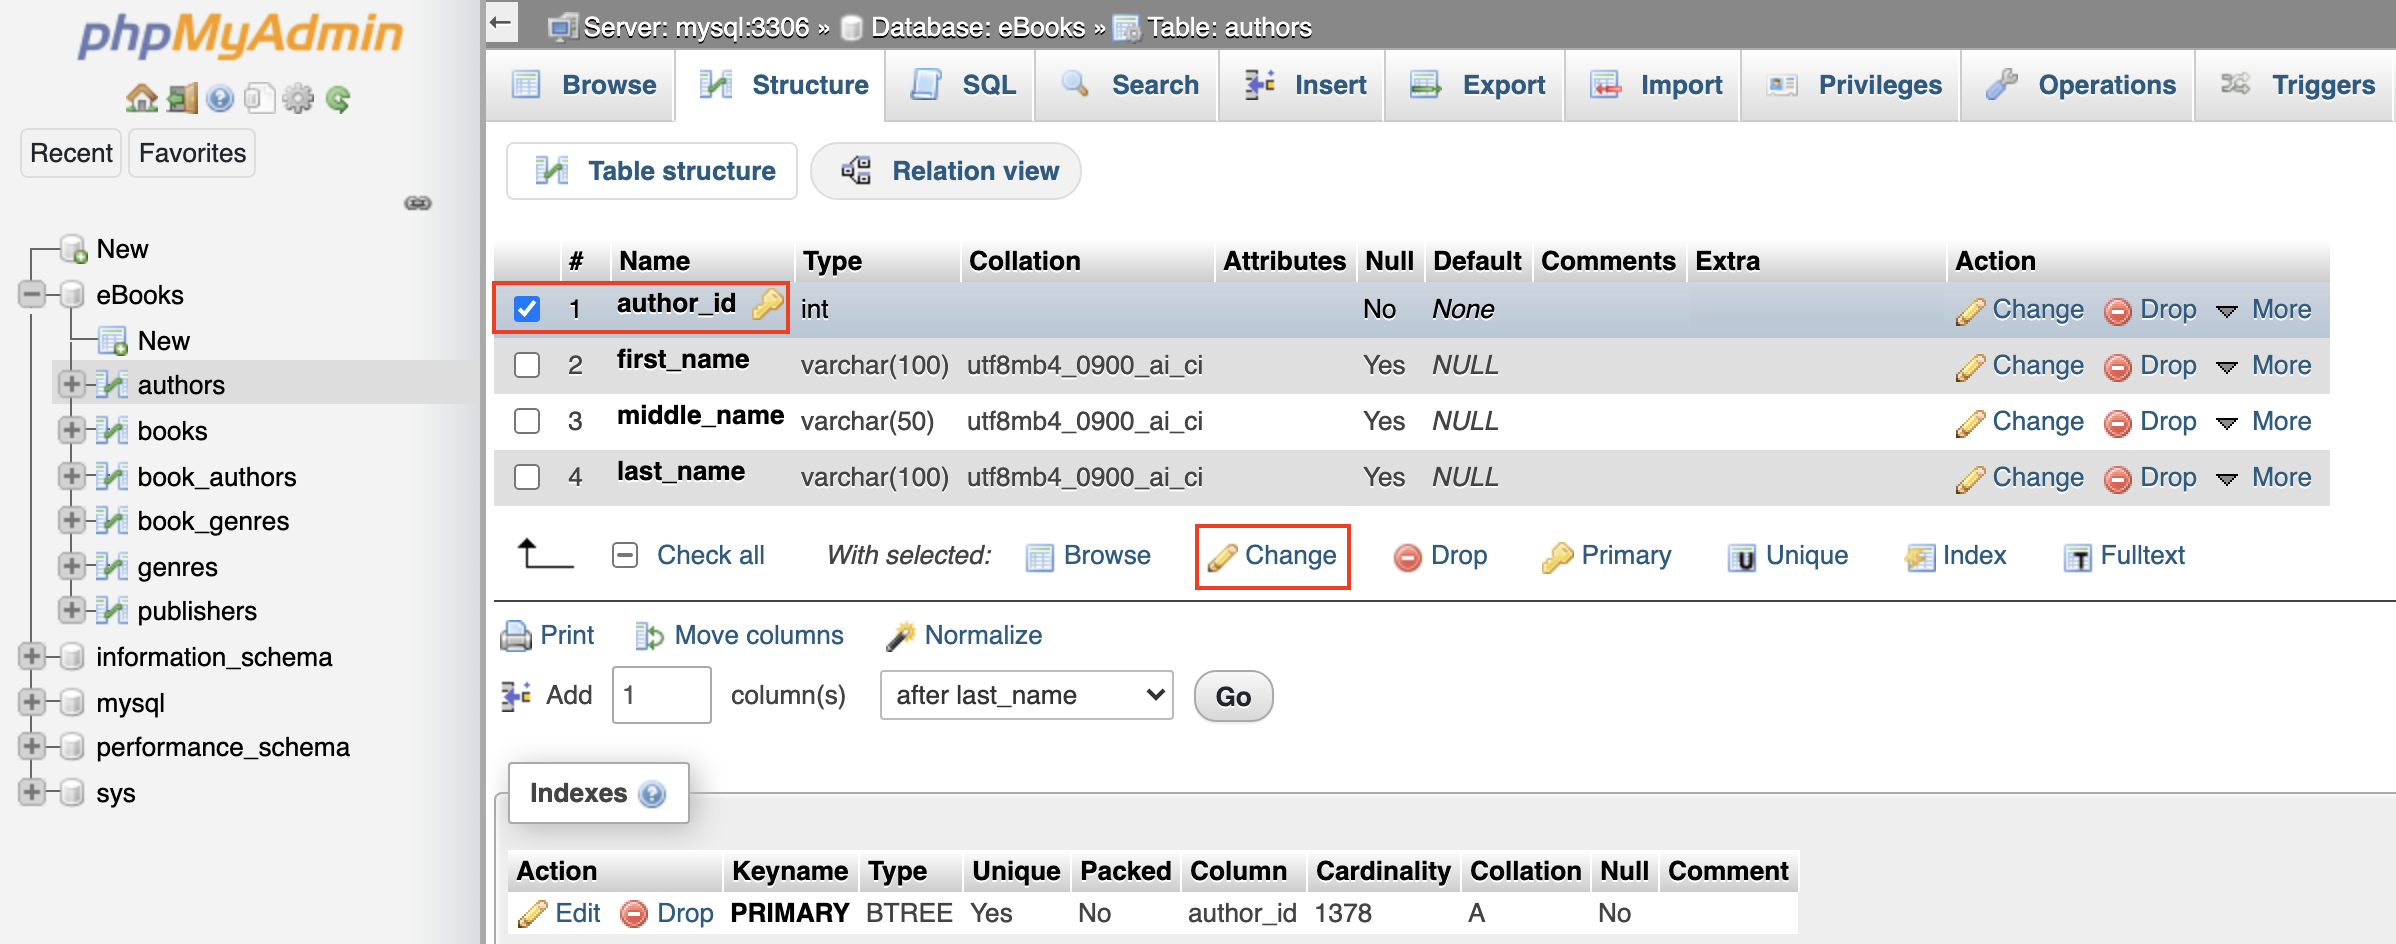 phpMyAdmin
Recent Favorites
New
eBooks
New
authors
books
book_authors
book_genres
genres
publishers
information_schema
mysql
performance_schema
sys
Server: mysql:3306 » Database: eBooks » Table: authors
Browse Structure SQL Search Insert Export Import Privileges Operations Triggers
Table structure Relation view
# Name Type Collation Attributes Null Default Comments Extra Action
1 author_id int No None Change Drop More
2 first_name varchar(100) utf8mb4_0900_ai_ci Yes NULL Change Drop More
3 middle_name varchar(50) utf8mb4_0900_ai_ci Yes NULL Change Drop More
4 last_name varchar(100) utf8mb4_0900_ai_ci Yes NULL Change Drop More
Check all With selected: Browse Change Drop Primary Unique Index Fulltext
Print Move columns Normalize
Add 1 column(s) after last_name Go
Indexes
Action Keyname Type Unique Packed Column Cardinality Collation Null Comment
Edit Drop PRIMARY BTREE Yes No author_id 1378 A No